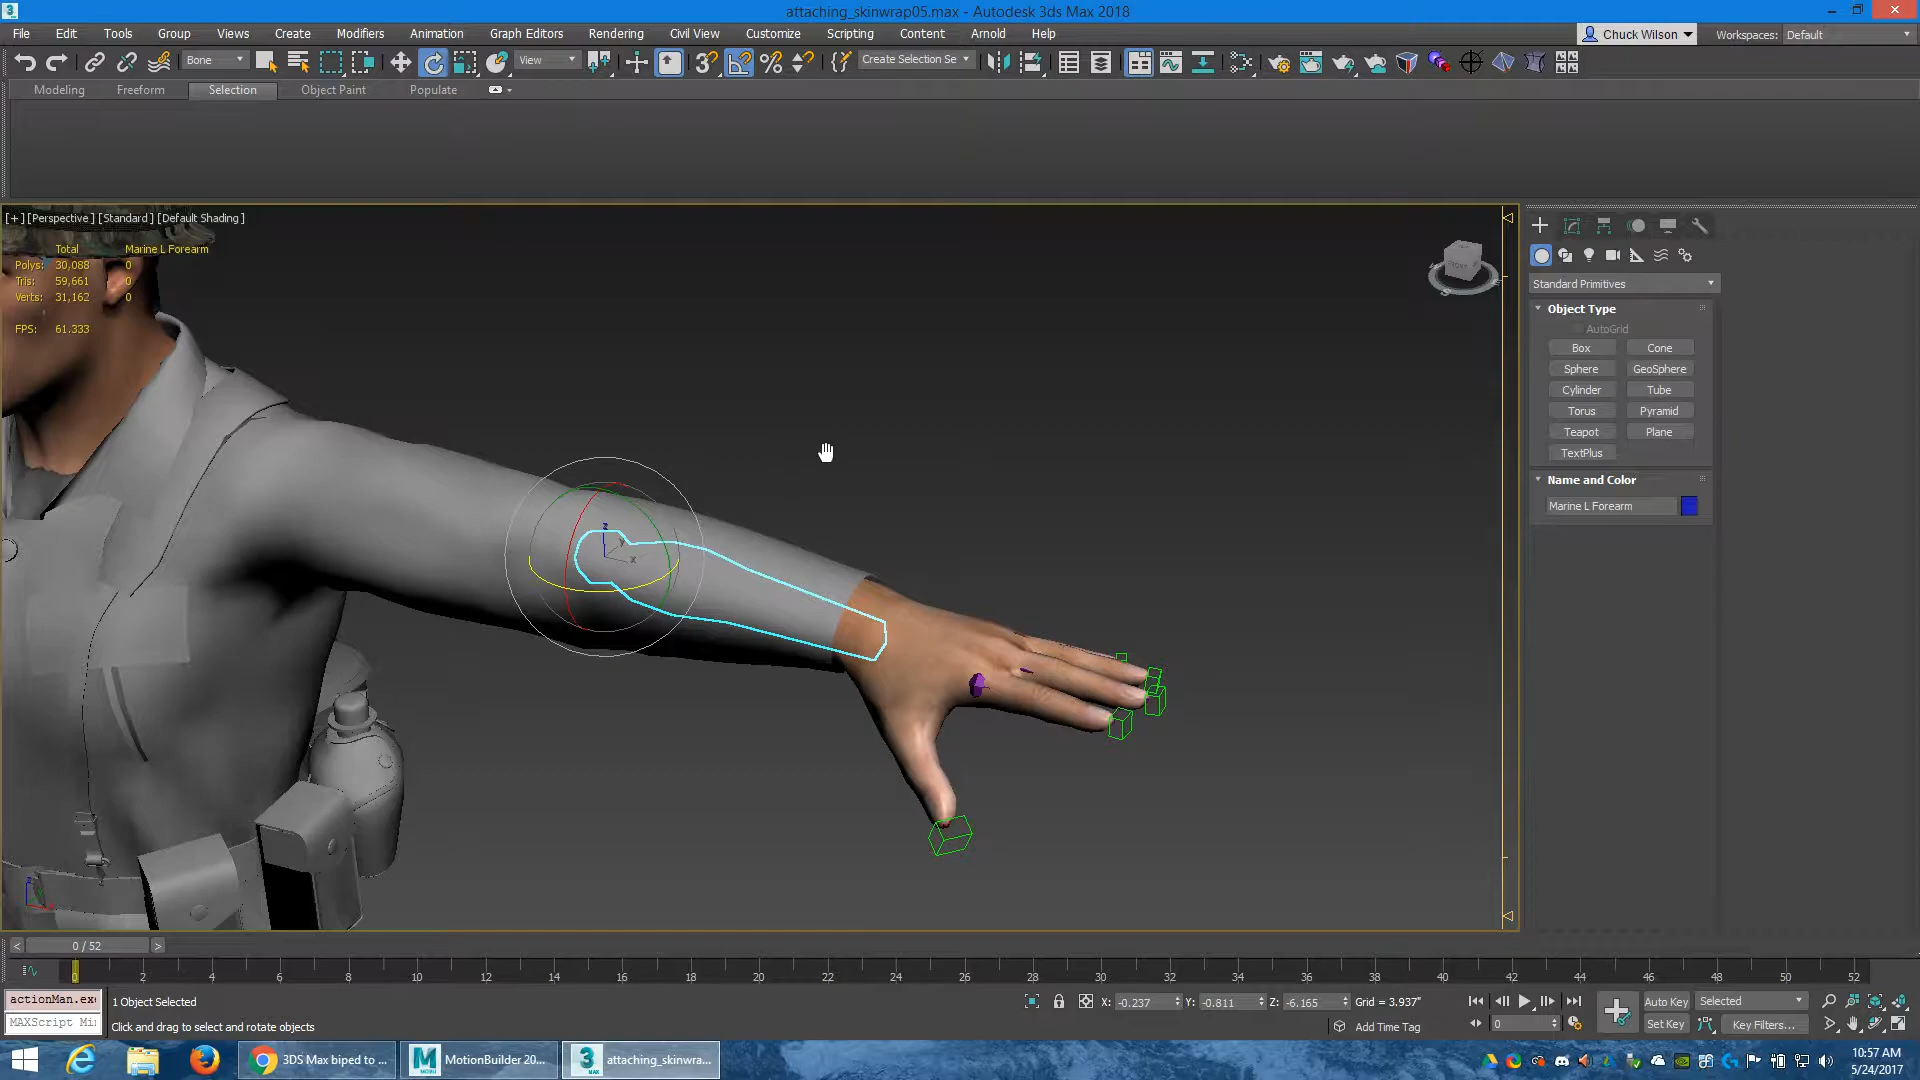 attaching_skinwrap05.max - Autodesk 3ds Max 2018
File Edit Tools Group Views Create Modifiers Animation Graph Editors Rendering Civil View Customize Scripting Content Arnold Help Chuck Wilson Workspaces: Default
Bone View Create Selection Se
Modeling Freeform Selection Object Paint Populate
[+] [Perspective] [Standard] [Default Shading]
Total Marine L Forearm
Polys: 30,088 0
Tris: 59,661 0
Verts: 31,162 0
FPS: 61.333
Standard Primitives
Object Type
AutoGrid
Box Cone
Sphere GeoSphere
Cylinder Tube
Torus Pyramid
Teapot Plane
TextPlus
Name and Color
Marine L Forearm
z
y
x
0 / 52
0 2 4 6 8 10 12 14 16 18 20 22 24 26 28 30 32 34 36 38 40 42 44 46 48 50 52
actionMan.exe 1 Object Selected X: -0.237 Y: -0.811 Z: -6.165 Grid = 3.937" Auto Key Selected
MAXScript Mi Click and drag to select and rotate objects Add Time Tag 0 Set Key Key Filters...
3DS Max biped to ... MotionBuilder 20... attaching_skinwra...
10:57 AM
5/24/2017